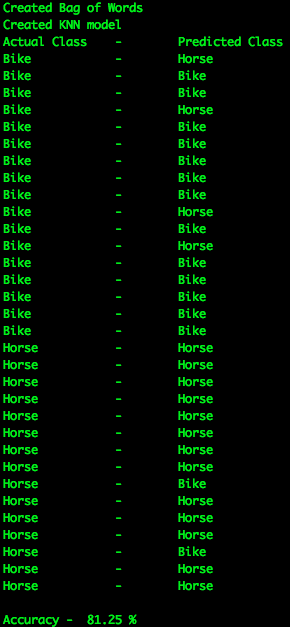 Created Bag of Words
Created KNN model
Actual Class    -        Predicted Class
Bike            -        Horse
Bike            -        Bike
Bike            -        Bike
Bike            -        Horse
Bike            -        Bike
Bike            -        Bike
Bike            -        Bike
Bike            -        Bike
Bike            -        Bike
Bike            -        Horse
Bike            -        Bike
Bike            -        Horse
Bike            -        Bike
Bike            -        Bike
Bike            -        Bike
Bike            -        Bike
Bike            -        Bike
Horse           -        Horse
Horse           -        Horse
Horse           -        Horse
Horse           -        Horse
Horse           -        Horse
Horse           -        Horse
Horse           -        Horse
Horse           -        Horse
Horse           -        Bike
Horse           -        Horse
Horse           -        Horse
Horse           -        Horse
Horse           -        Bike
Horse           -        Horse
Horse           -        Horse
Accuracy -  81.25 %